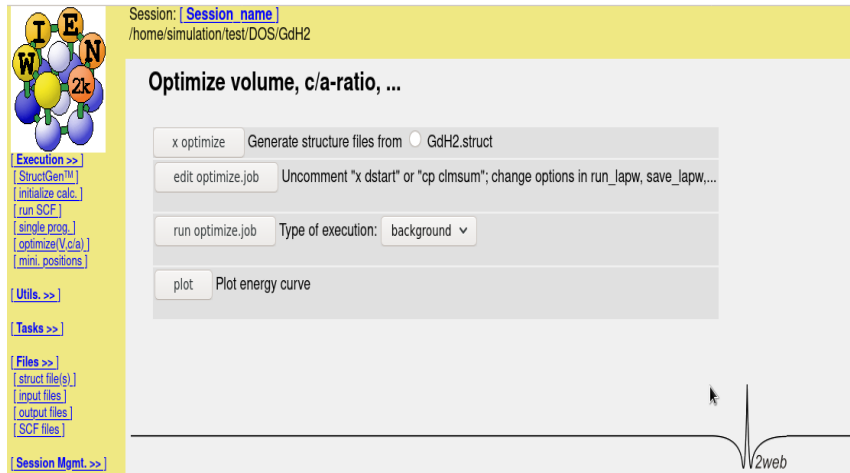 Session: [ Session_name ]
/home/simulation/test/DOS/GdH2
W I E N 2k
[ Execution >> ]
[ StructGen™ ]
[ initialize calc. ]
[ run SCF ]
[ single prog. ]
[ optimize(V,c/a) ]
[ mini. positions ]
[ Utils. >> ]
[ Tasks >> ]
[ Files >> ]
[ struct file(s) ]
[ input files ]
[ output files ]
[ SCF files ]
[ Session Mgmt. >> ]
Optimize volume, c/a-ratio, ...
x optimize Generate structure files from GdH2.struct
edit optimize.job Uncomment "x dstart" or "cp clmsum"; change options in run_lapw, save_lapw,...
run optimize.job Type of execution: background
plot Plot energy curve
W2web